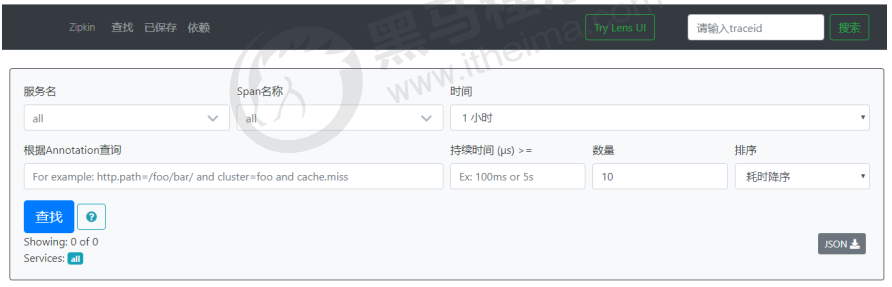 Zipkin 查找 已保存 依赖 Try Lens UI 请输入traceid 搜索
黑马程
www.itheima.com
服务名 Span名称 时间
all all 1 小时
根据Annotation查询 持续时间 (μs) >= 数量 排序
For example: http.path=/foo/bar/ and cluster=foo and cache.miss Ex: 100ms or 5s 10 耗时降序
查找 ?
Showing: 0 of 0
JSON
Services: all